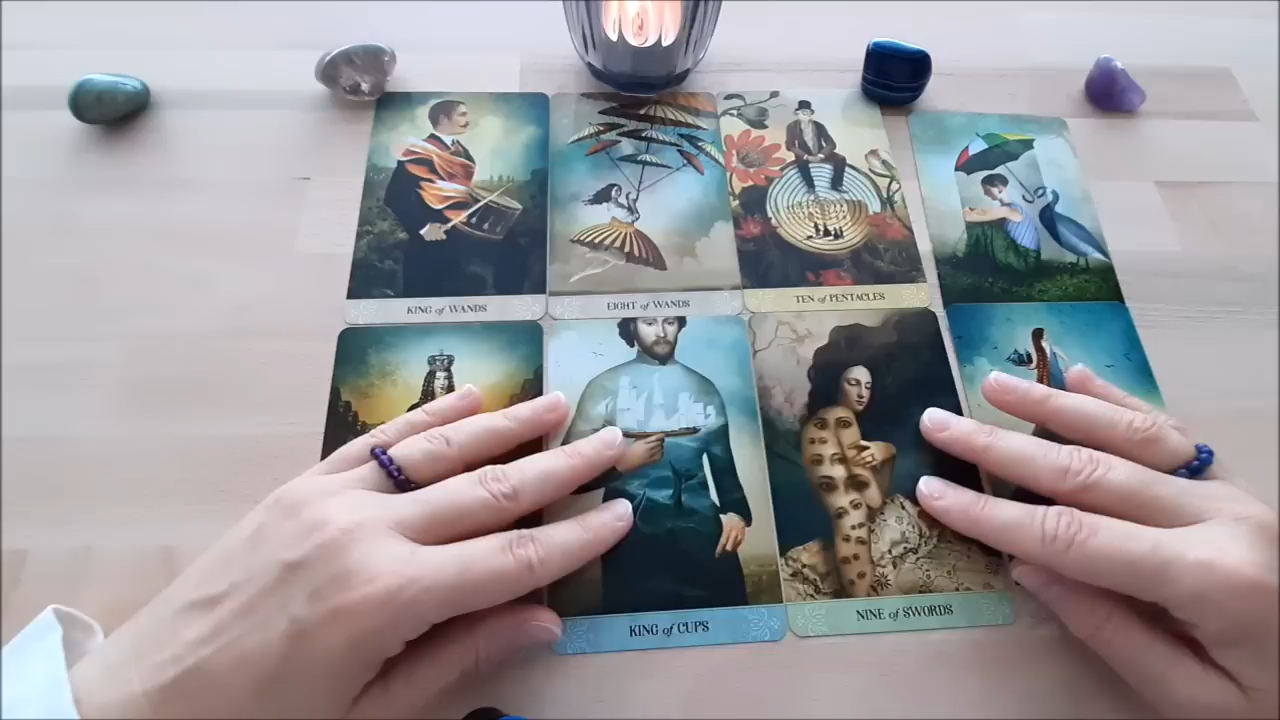 KING of WANDS
EIGHT of WANDS
TEN of PENTACLES
KING of CUPS
NINE of SWORDS